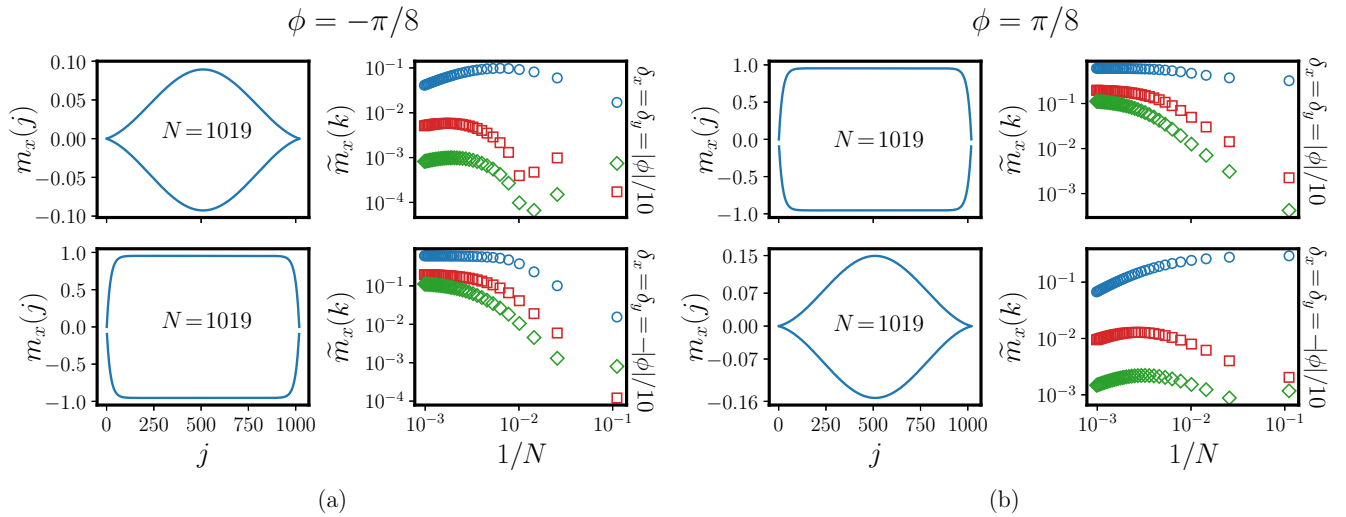 ϕ = −π/8
m_x(j)
0.10
0.05
0.00
−0.05
−0.10
N = 1019
m̃_x(k)
10⁻¹
10⁻²
10⁻³
10⁻⁴
δ_x = δ_y = |ϕ|/10
m_x(j)
1.0
0.5
0.0
−0.5
−1.0
N = 1019
0 250 500 750 1000
j
m̃_x(k)
10⁻¹
10⁻²
10⁻³
10⁻⁴
10⁻³ 10⁻² 10⁻¹
1/N
δ_x = δ_y = −|ϕ|/10
(a)
ϕ = π/8
m_x(j)
1.0
0.5
0.0
−0.5
−1.0
N = 1019
m̃_x(k)
10⁻¹
10⁻²
10⁻³
δ_x = δ_y = |ϕ|/10
m_x(j)
0.15
0.07
0.00
−0.07
−0.16
N = 1019
0 250 500 750 1000
j
m̃_x(k)
10⁻¹
10⁻²
10⁻³
10⁻³ 10⁻² 10⁻¹
1/N
δ_x = δ_y = −|ϕ|/10
(b)